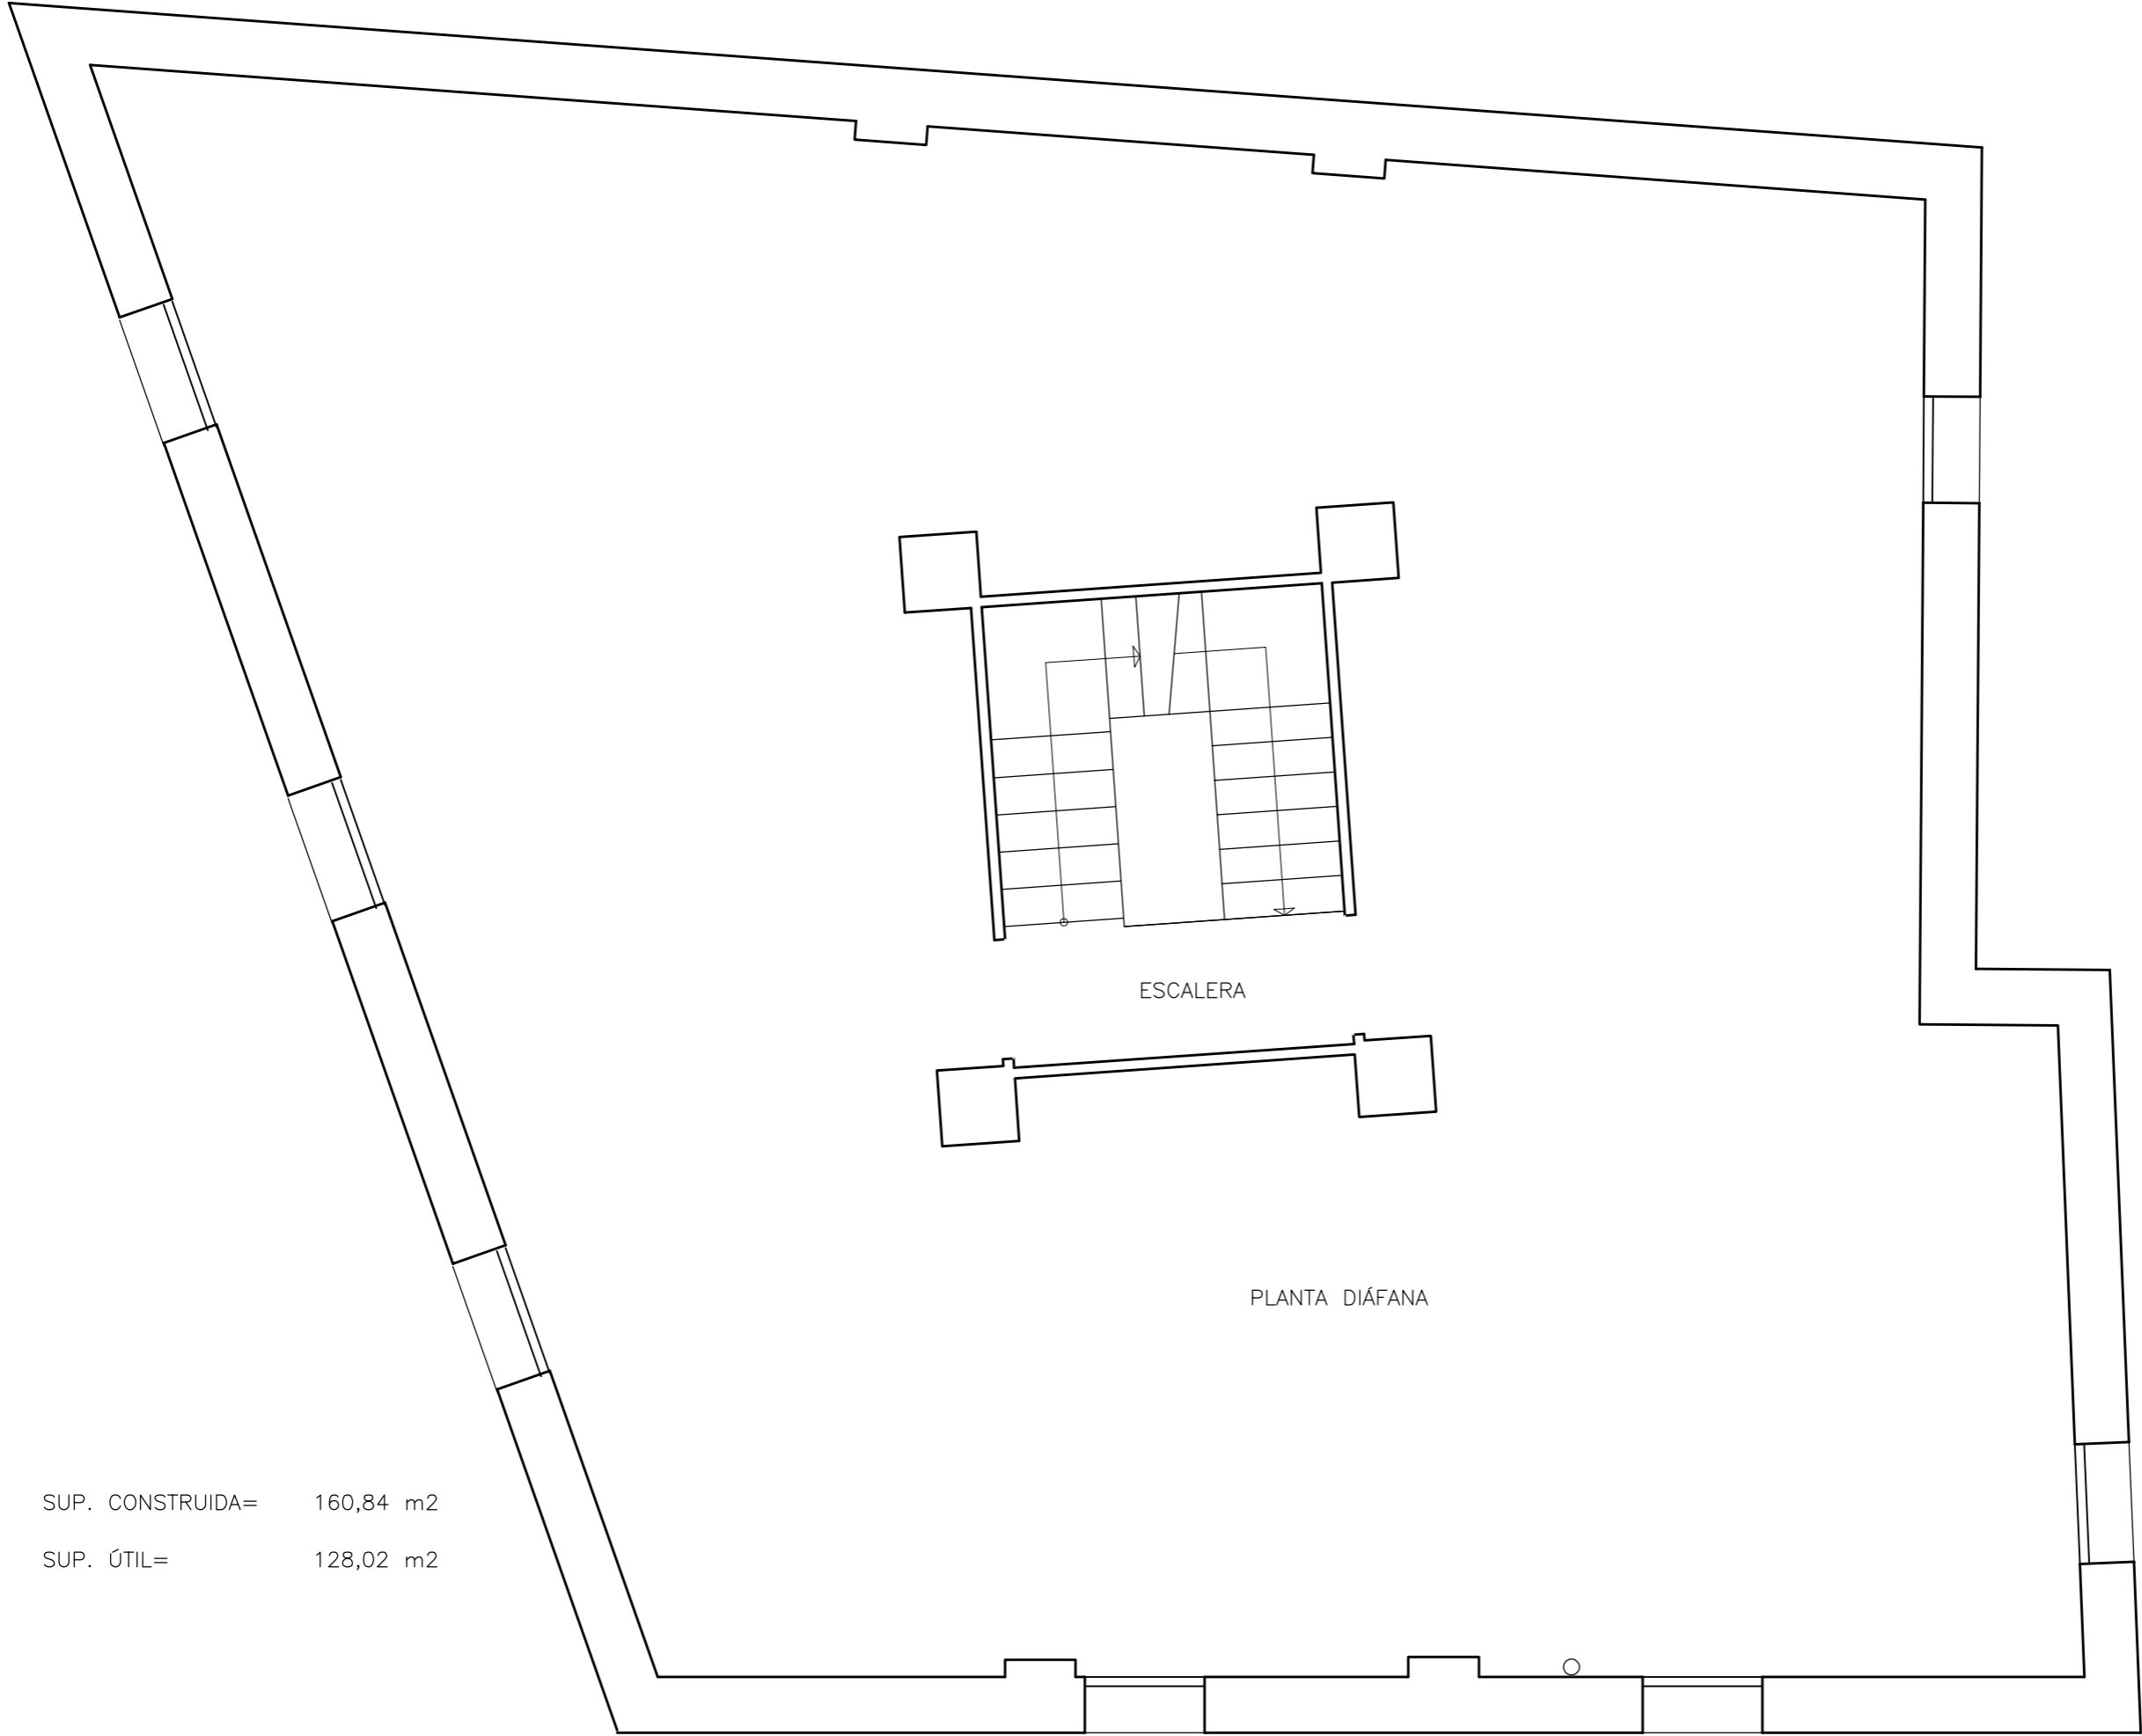 ESCALERA
PLANTA DIÁFANA
SUP. CONSTRUIDA= 160,84 m2
SUP. ÚTIL= 128,02 m2